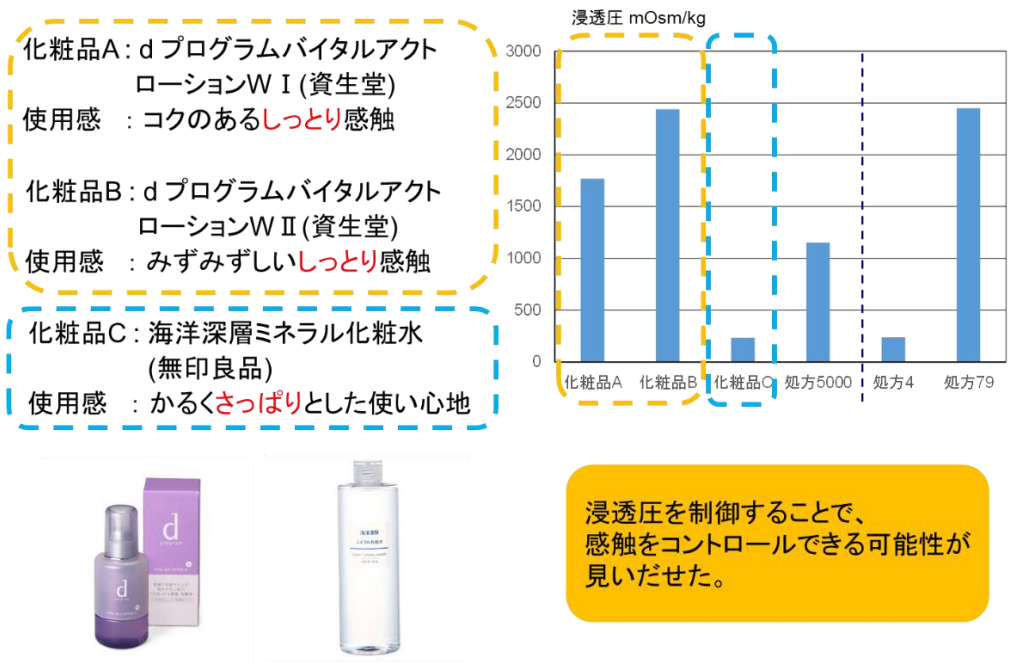 化粧品A：d プログラムバイタルアクト
ローションW Ⅰ(資生堂)
使用感　：コクのあるしっとり感触
化粧品B：d プログラムバイタルアクト
ローションW Ⅱ(資生堂)
使用感　：みずみずしいしっとり感触
化粧品C：海洋深層ミネラル化粧水
(無印良品)
使用感　：かるくさっぱりとした使い心地
浸透圧 mOsm/kg
3000
2500
2000
1500
1000
500
0
化粧品A 化粧品B 化粧品C 処方5000 処方4 処方79
d
d
海洋深層
浸透圧を制御することで、
感触をコントロールできる可能性が
見いだせた。